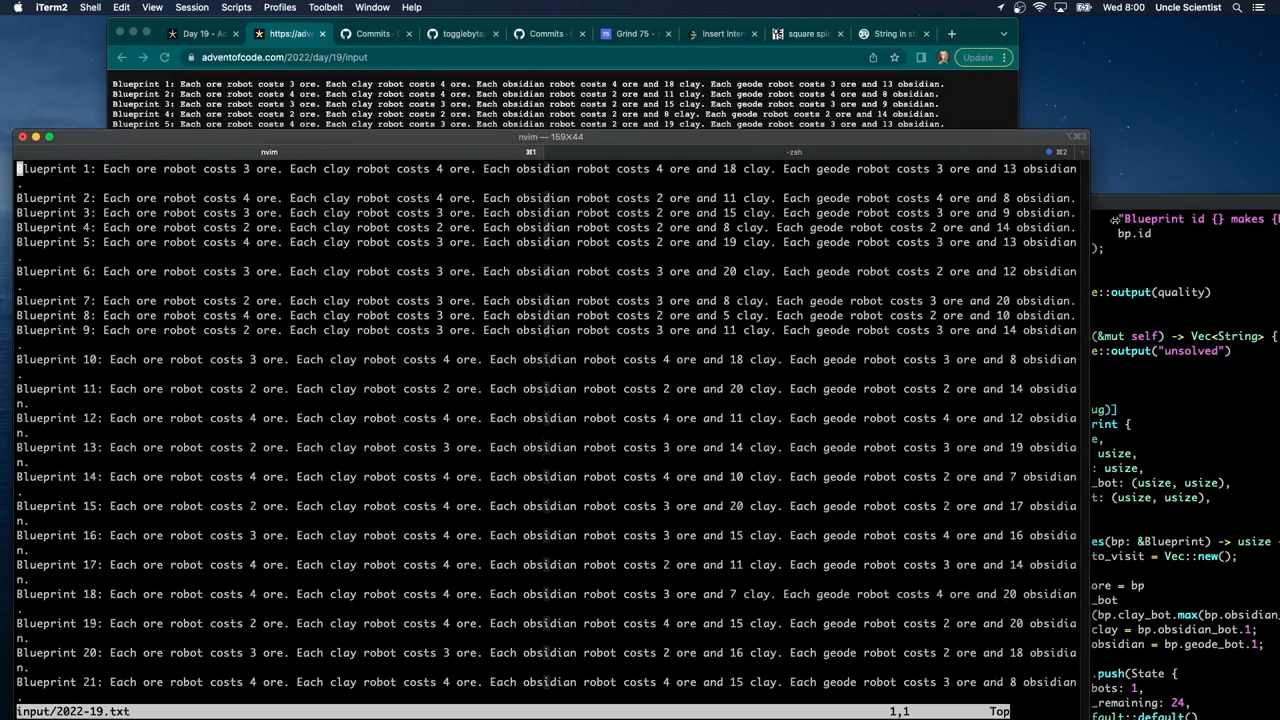 iTerm2 Shell Edit View Session Scripts Profiles Toolbelt Window Help Wed 8:00 Uncle Scientist
Day 19 - Ad https://adve Commits · togglebyte/ Commits · Grind 75 - A Insert Inter square spin String in st
adventofcode.com/2022/day/19/input Update
Blueprint 1: Each ore robot costs 3 ore. Each clay robot costs 4 ore. Each obsidian robot costs 4 ore and 18 clay. Each geode robot costs 3 ore and 13 obsidian.
Blueprint 2: Each ore robot costs 4 ore. Each clay robot costs 4 ore. Each obsidian robot costs 2 ore and 11 clay. Each geode robot costs 4 ore and 8 obsidian.
Blueprint 3: Each ore robot costs 3 ore. Each clay robot costs 3 ore. Each obsidian robot costs 2 ore and 15 clay. Each geode robot costs 3 ore and 9 obsidian.
Blueprint 4: Each ore robot costs 2 ore. Each clay robot costs 2 ore. Each obsidian robot costs 2 ore and 8 clay. Each geode robot costs 2 ore and 14 obsidian.
Blueprint 5: Each ore robot costs 4 ore. Each clay robot costs 3 ore. Each obsidian robot costs 2 ore and 19 clay. Each geode robot costs 3 ore and 13 obsidian.
nvim — 159×44 ⌥⌘3
nvim ⌘1 -zsh ⌘2
Blueprint 1: Each ore robot costs 3 ore. Each clay robot costs 4 ore. Each obsidian robot costs 4 ore and 18 clay. Each geode robot costs 3 ore and 13 obsidian
.
Blueprint 2: Each ore robot costs 4 ore. Each clay robot costs 4 ore. Each obsidian robot costs 2 ore and 11 clay. Each geode robot costs 4 ore and 8 obsidian.
Blueprint 3: Each ore robot costs 3 ore. Each clay robot costs 3 ore. Each obsidian robot costs 2 ore and 15 clay. Each geode robot costs 3 ore and 9 obsidian.
Blueprint 4: Each ore robot costs 2 ore. Each clay robot costs 2 ore. Each obsidian robot costs 2 ore and 8 clay. Each geode robot costs 2 ore and 14 obsidian.
Blueprint 5: Each ore robot costs 4 ore. Each clay robot costs 3 ore. Each obsidian robot costs 2 ore and 19 clay. Each geode robot costs 3 ore and 13 obsidian
.
Blueprint 6: Each ore robot costs 3 ore. Each clay robot costs 3 ore. Each obsidian robot costs 3 ore and 20 clay. Each geode robot costs 2 ore and 12 obsidian
.
Blueprint 7: Each ore robot costs 2 ore. Each clay robot costs 3 ore. Each obsidian robot costs 3 ore and 8 clay. Each geode robot costs 3 ore and 20 obsidian.
Blueprint 8: Each ore robot costs 4 ore. Each clay robot costs 3 ore. Each obsidian robot costs 2 ore and 5 clay. Each geode robot costs 2 ore and 10 obsidian.
Blueprint 9: Each ore robot costs 2 ore. Each clay robot costs 3 ore. Each obsidian robot costs 3 ore and 11 clay. Each geode robot costs 3 ore and 14 obsidian
.
Blueprint 10: Each ore robot costs 3 ore. Each clay robot costs 4 ore. Each obsidian robot costs 4 ore and 18 clay. Each geode robot costs 3 ore and 8 obsidian
.
Blueprint 11: Each ore robot costs 2 ore. Each clay robot costs 2 ore. Each obsidian robot costs 2 ore and 20 clay. Each geode robot costs 2 ore and 14 obsidia
n.
Blueprint 12: Each ore robot costs 4 ore. Each clay robot costs 4 ore. Each obsidian robot costs 4 ore and 11 clay. Each geode robot costs 4 ore and 12 obsidia
n.
Blueprint 13: Each ore robot costs 2 ore. Each clay robot costs 3 ore. Each obsidian robot costs 3 ore and 14 clay. Each geode robot costs 3 ore and 19 obsidia
n.
Blueprint 14: Each ore robot costs 4 ore. Each clay robot costs 4 ore. Each obsidian robot costs 4 ore and 10 clay. Each geode robot costs 2 ore and 7 obsidian
.
Blueprint 15: Each ore robot costs 2 ore. Each clay robot costs 4 ore. Each obsidian robot costs 3 ore and 20 clay. Each geode robot costs 2 ore and 17 obsidia
n.
Blueprint 16: Each ore robot costs 3 ore. Each clay robot costs 4 ore. Each obsidian robot costs 3 ore and 15 clay. Each geode robot costs 4 ore and 16 obsidia
n.
Blueprint 17: Each ore robot costs 4 ore. Each clay robot costs 4 ore. Each obsidian robot costs 2 ore and 11 clay. Each geode robot costs 3 ore and 14 obsidia
n.
Blueprint 18: Each ore robot costs 4 ore. Each clay robot costs 4 ore. Each obsidian robot costs 3 ore and 7 clay. Each geode robot costs 4 ore and 20 obsidian
.
Blueprint 19: Each ore robot costs 2 ore. Each clay robot costs 4 ore. Each obsidian robot costs 4 ore and 15 clay. Each geode robot costs 2 ore and 20 obsidia
n.
Blueprint 20: Each ore robot costs 3 ore. Each clay robot costs 3 ore. Each obsidian robot costs 2 ore and 16 clay. Each geode robot costs 2 ore and 18 obsidia
n.
Blueprint 21: Each ore robot costs 4 ore. Each clay robot costs 4 ore. Each obsidian robot costs 4 ore and 15 clay. Each geode robot costs 3 ore and 8 obsidian
.
input/2022-19.txt 1,1 Top
"Blueprint id {} makes {
bp.id
);
e::output(quality)
(&mut self) -> Vec<String> {
e::output("unsolved")
ug)]
rint {
e,
usize,
: usize,
_bot: (usize, usize),
t: (usize, usize),
es(bp: &Blueprint) -> usize
to_visit = Vec::new();
ore = bp
_bot
(bp.clay_bot.max(bp.obsidian_
clay = bp.obsidian_bot.1;
obsidian = bp.geode_bot.1;
.push(State {
bots: 1,
_remaining: 24,
fault::default()